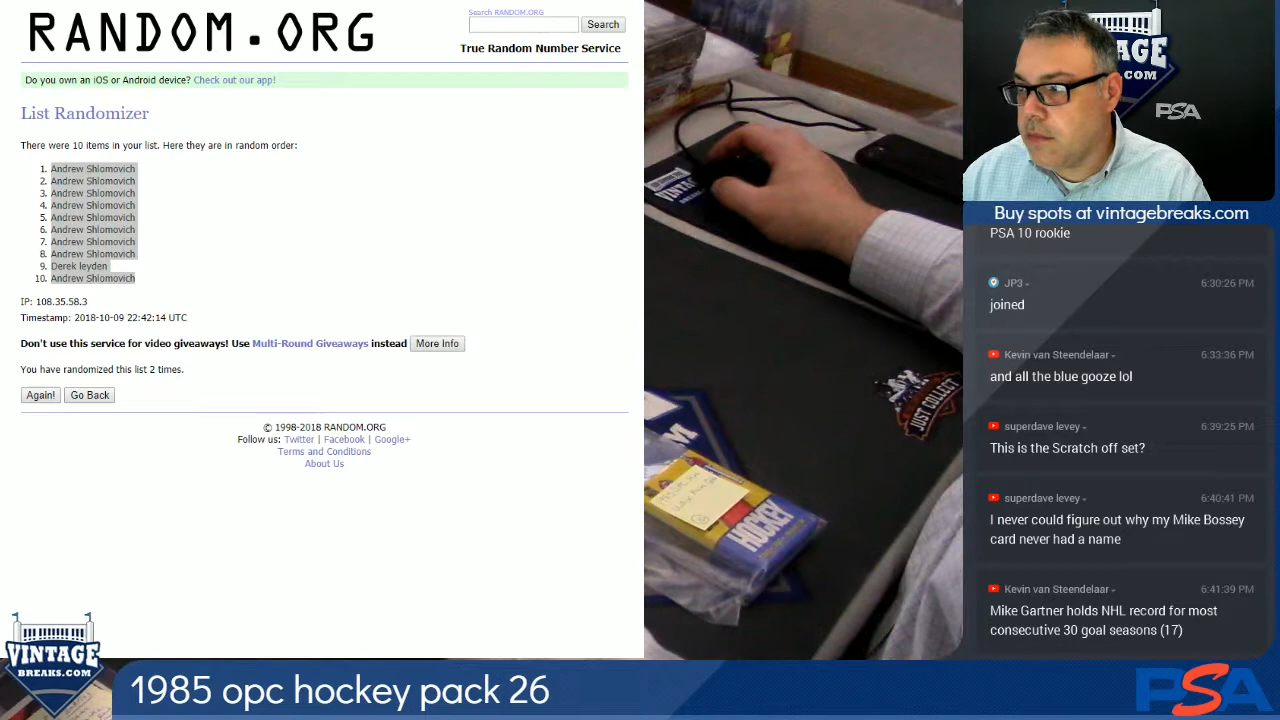 RANDOM.ORG
Search RANDOM.ORG
Search
True Random Number Service
Do you own an iOS or Android device? Check out our app!
List Randomizer
There were 10 items in your list. Here they are in random order:
1. Andrew Shlomovich
2. Andrew Shlomovich
3. Andrew Shlomovich
4. Andrew Shlomovich
5. Andrew Shlomovich
6. Andrew Shlomovich
7. Andrew Shlomovich
8. Andrew Shlomovich
9. Derek leyden
10. Andrew Shlomovich
IP: 108.35.58.3
Timestamp: 2018-10-09 22:42:14 UTC
Don't use this service for video giveaways! Use Multi-Round Giveaways instead More Info
You have randomized this list 2 times.
Again! Go Back
© 1998-2018 RANDOM.ORG
Follow us: Twitter | Facebook | Google+
Terms and Conditions
About Us
VINTAGE
JUST COLLECT
HOCKEY
VINTAGE
.COM
PSA
Buy spots at vintagebreaks.com
PSA 10 rookie
JP3 6:30:26 PM
joined
Kevin van Steendelaar 6:33:36 PM
and all the blue gooze lol
superdave levey 6:39:25 PM
This is the Scratch off set?
superdave levey 6:40:41 PM
I never could figure out why my Mike Bossey
card never had a name
Kevin van Steendelaar 6:41:39 PM
Mike Gartner holds NHL record for most
consecutive 30 goal seasons (17)
VINTAGE
BREAKS.COM
1985 opc hockey pack 26
PSA